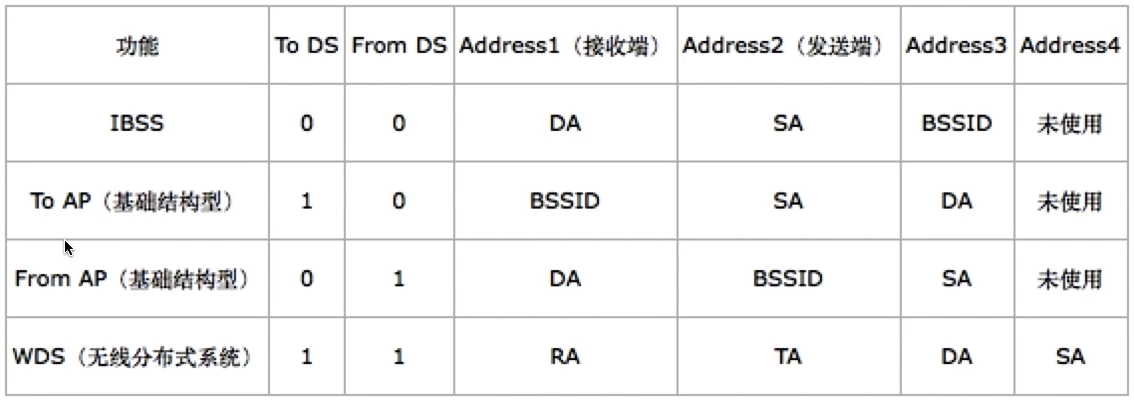 功能 To DS From DS Address1（接收端） Address2（发送端） Address3 Address4
IBSS 0 0 DA SA BSSID 未使用
To AP（基础结构型） 1 0 BSSID SA DA 未使用
From AP（基础结构型） 0 1 DA BSSID SA 未使用
WDS（无线分布式系统） 1 1 RA TA DA SA